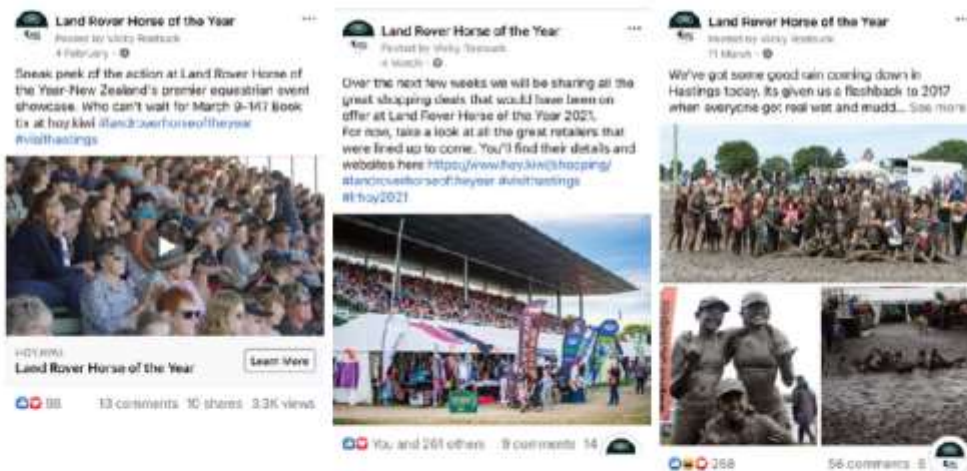 Land Rover Horse of the Year
Posted by Vicky Roebuck
4 February
Sneak peek of the action at Land Rover Horse of
the Year-New Zealand's premier equestrian event
showcase. Who can't wait for March 9-14? Book
tix at hoy.kiwi #landroverhorseoftheyear
#visithastings
HOY.KIWI
Land Rover Horse of the Year
Learn More
98
13 comments 10 shares 3.3K views
Land Rover Horse of the Year
Posted by Vicky Roebuck
4 March
Over the next few weeks we will be sharing all the
great shopping deals that would have been on
offer at Land Rover Horse of the Year 2021.
For now, take a look at all the great retailers that
were lined up to come. You'll find their details and
websites here https://www.hoy.kiwi/shopping/
#landroverhorseoftheyear #visithastings
#lrhoy2021
You and 261 others 9 comments 14
Land Rover Horse of the Year
Posted by Vicky Roebuck
11 March
We've got some good rain coming down in
Hastings today. Its given us a flashback to 2017
when everyone got real wet and mudd... See more
268
56 comments 8